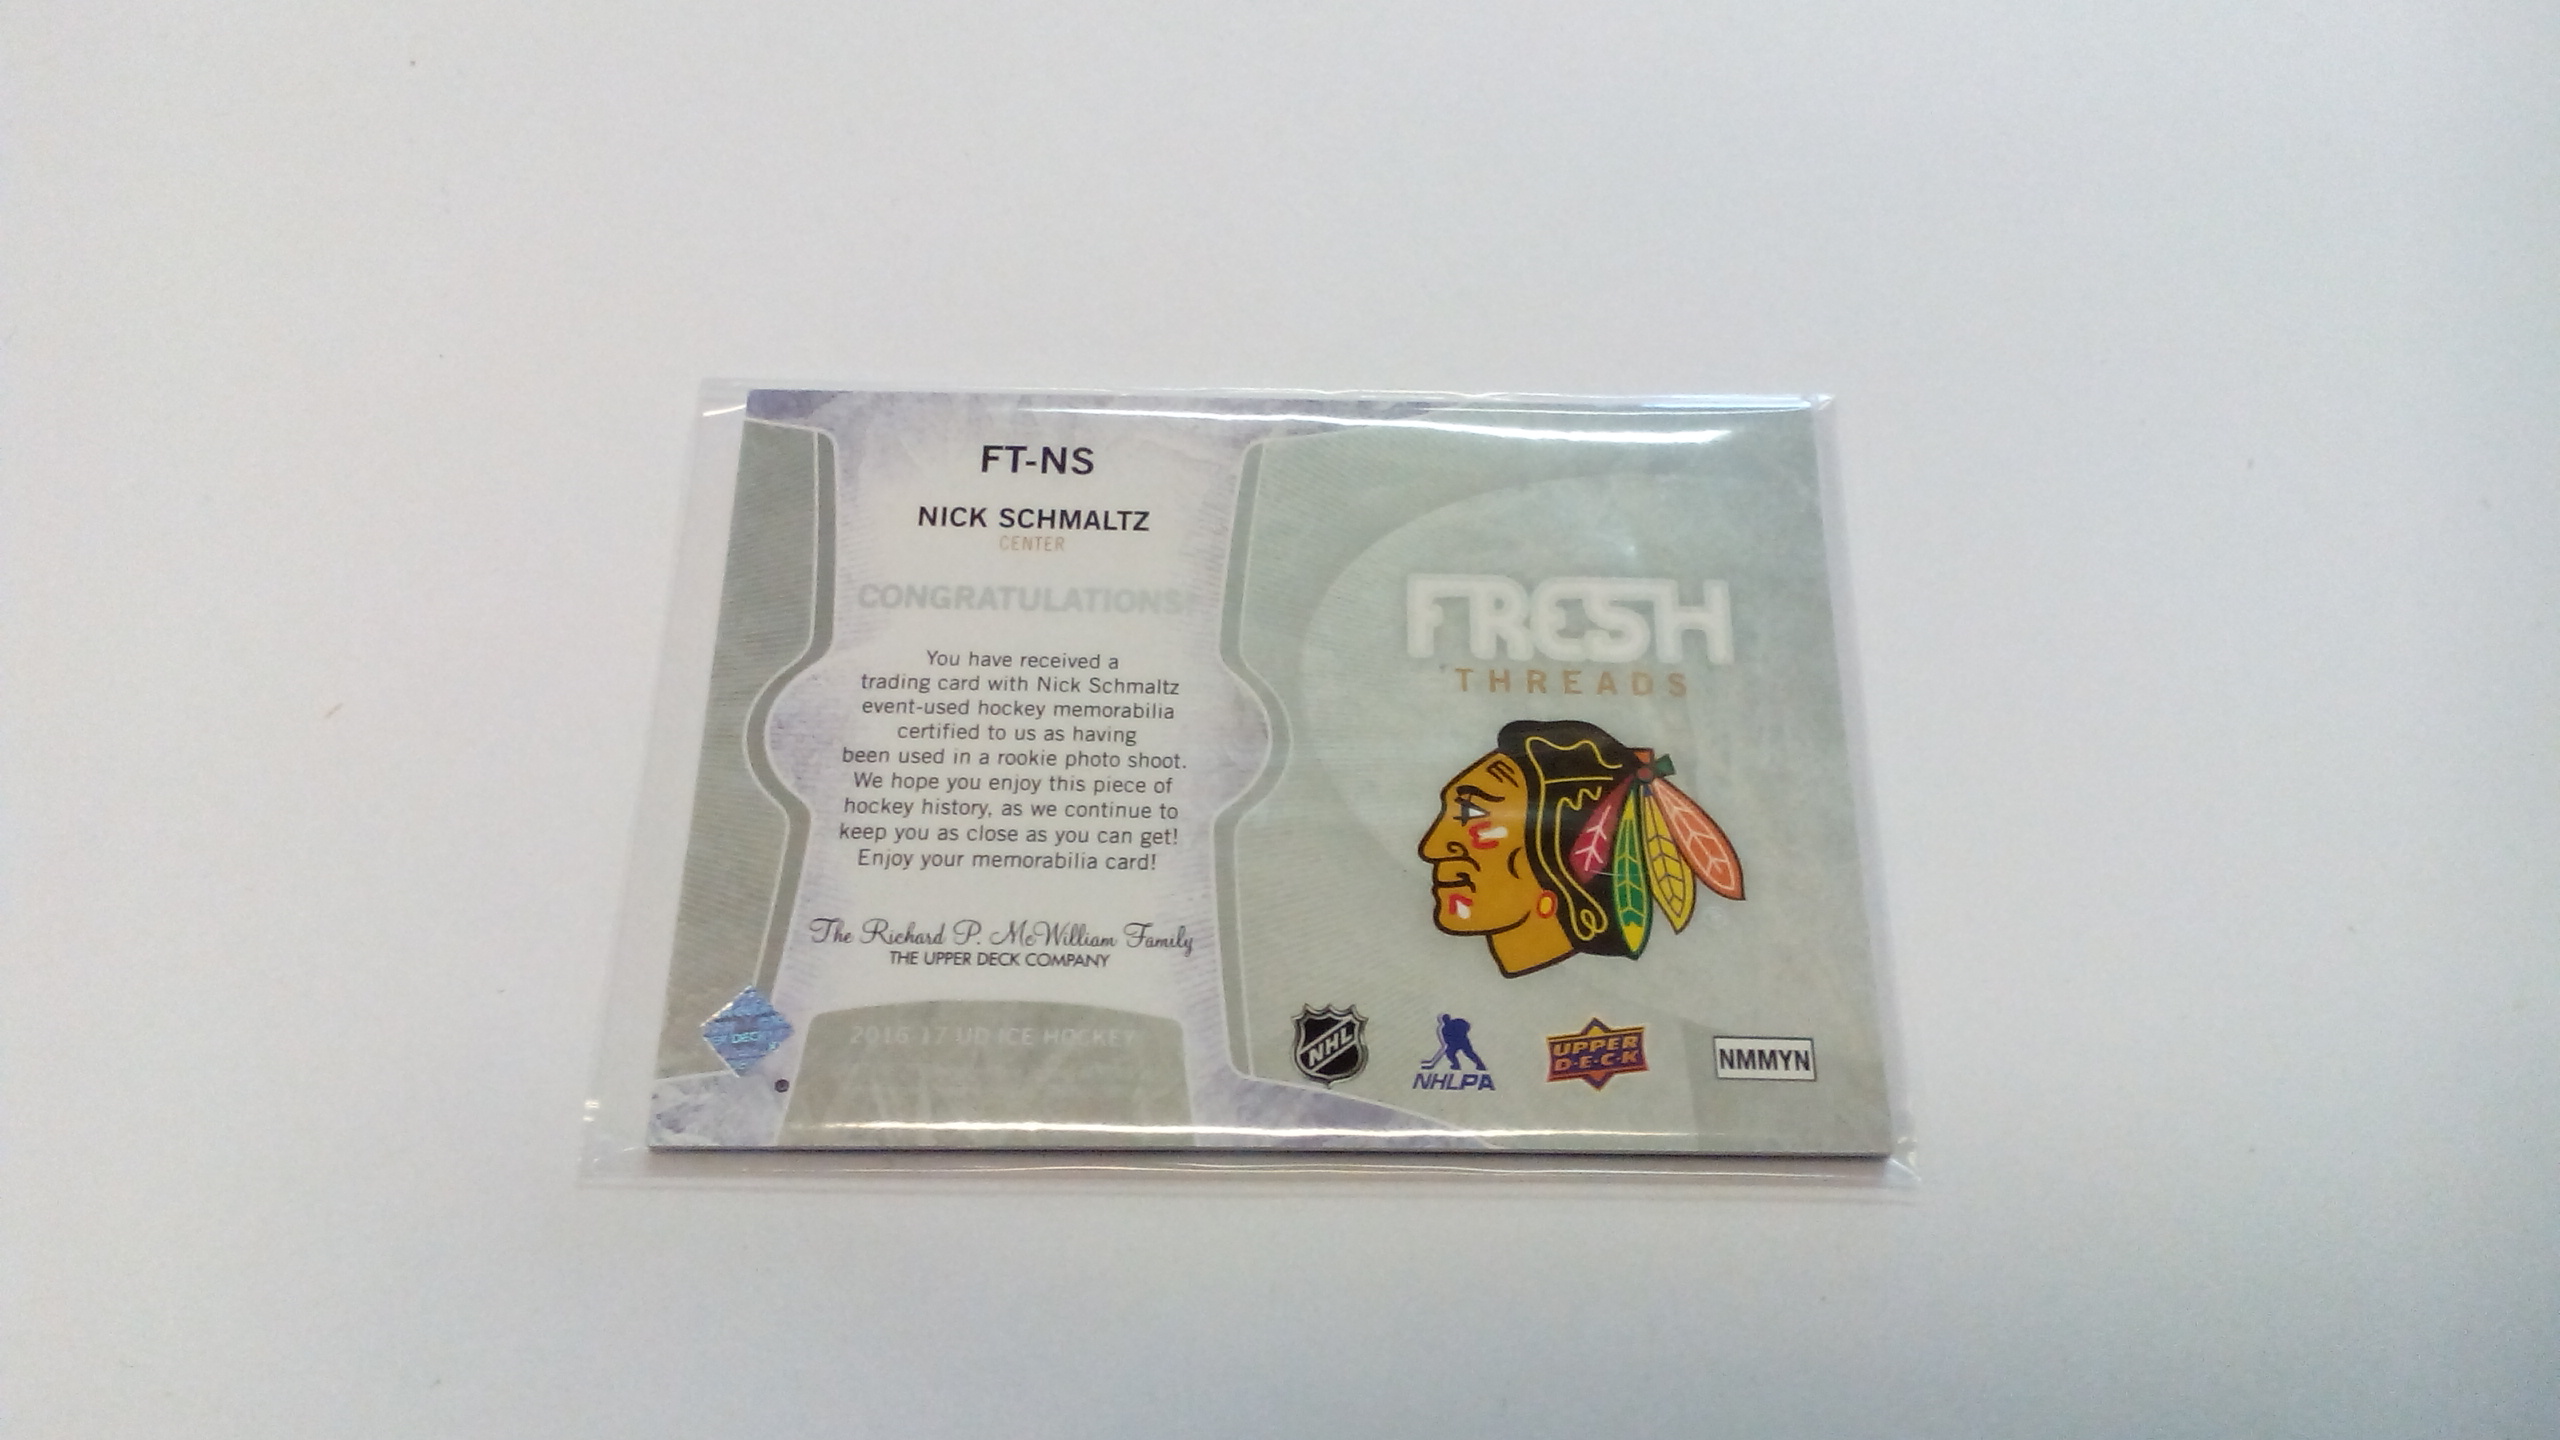 FT-NS
NICK SCHMALTZ
CENTER
CONGRATULATIONS!
You have received a
trading card with Nick Schmaltz
event-used hockey memorabilia
certified to us as having
been used in a rookie photo shoot.
We hope you enjoy this piece of
hockey history, as we continue to
keep you as close as you can get!
Enjoy your memorabilia card!
The Richard P. McWilliam Family
THE UPPER DECK COMPANY
2016-17 UD ICE HOCKEY
FRESH
THREADS
NHL
NHLPA
UPPER
D·E·C·K
NMMYN